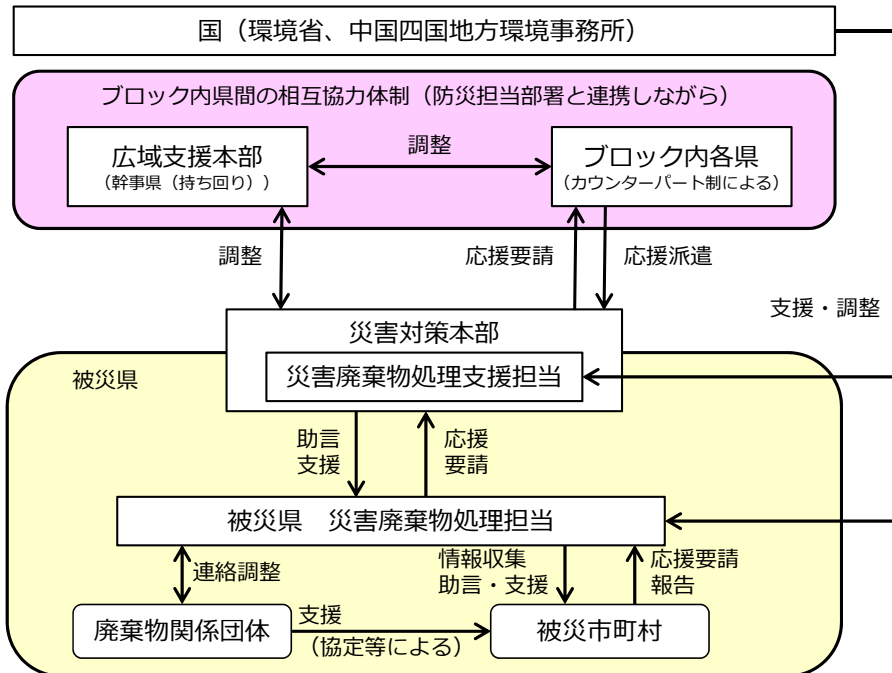 国（環境省、中国四国地方環境事務所）
ブロック内県間の相互協力体制（防災担当部署と連携しながら）
広域支援本部
（幹事県（持ち回り））
調整
ブロック内各県
（カウンターパート制による）
調整
応援要請
応援派遣
支援・調整
災害対策本部
災害廃棄物処理支援担当
被災県
助言
支援
応援
要請
被災県　災害廃棄物処理担当
連絡調整
情報収集
助言・支援
応援要請
報告
廃棄物関係団体
支援
（協定等による）
被災市町村